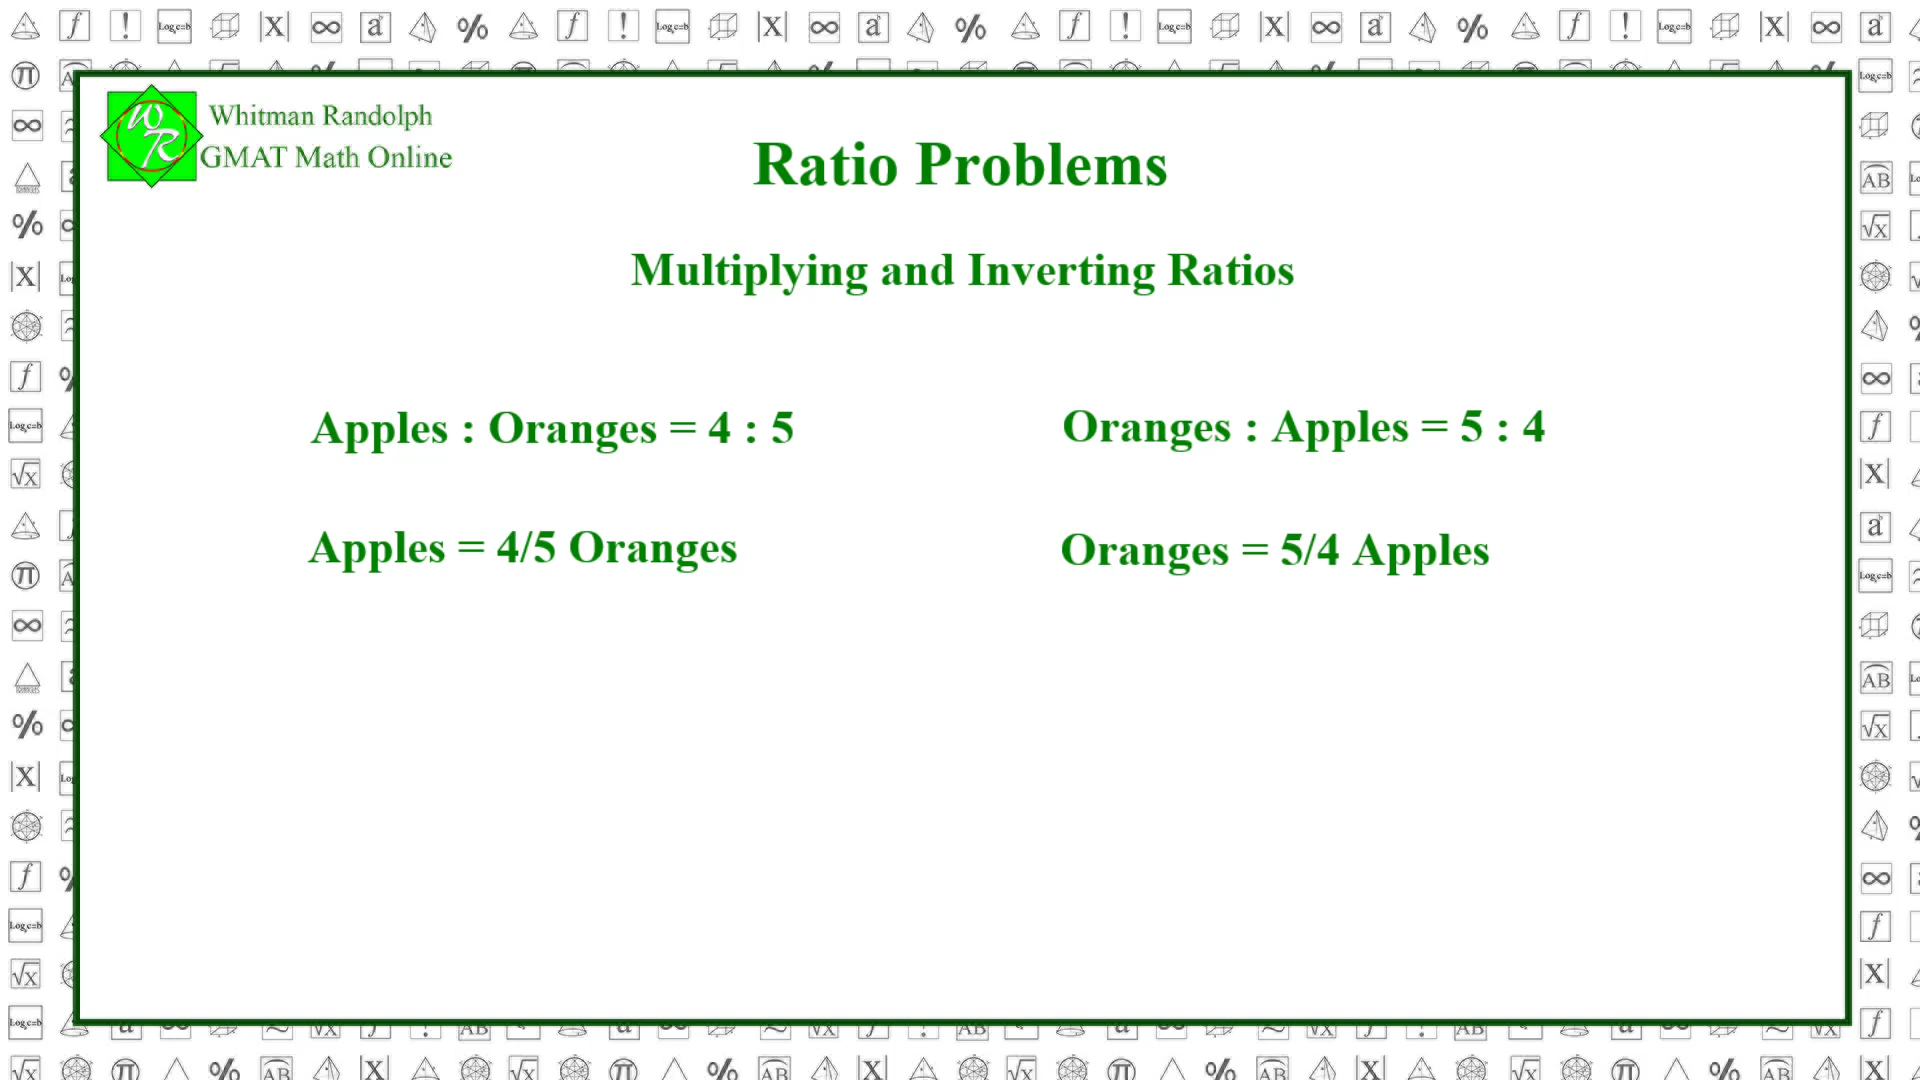 Whitman Randolph
GMAT Math Online
Ratio Problems
Multiplying and Inverting Ratios
Apples : Oranges = 4 : 5
Oranges : Apples = 5 : 4
Apples = 4/5 Oranges
Oranges = 5/4 Apples